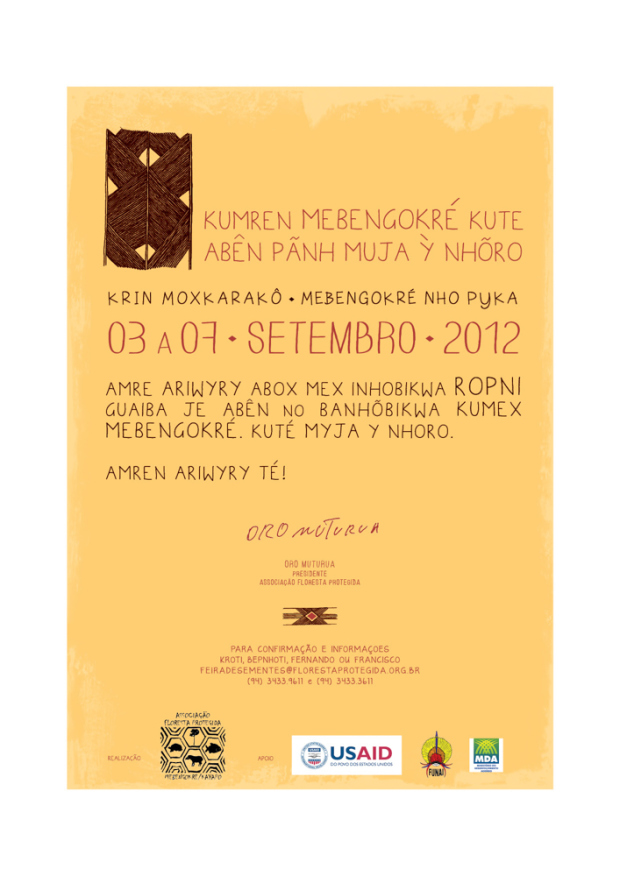 KUMREN MEBENGOKRÉ KUTE
ABÊN PÃNH MUJA Ỳ NHÕRO
KRIN MOXKARAKÔ • MEBENGOKRÉ NHO PYKA
03 A 07 • SETEMBRO • 2012
AMRE ARIWYRY ABOX MEX INHOBIKWA ROPNI
GUAIBA JE ABÊN NO BANHÕBIKWA KUMEX
MEBENGOKRÉ. KUTÉ MYJA Y NHORO.
AMREN ARIWYRY TÉ!
ORO MUTURUA
ORO MUTURUA
PRESIDENTE
ASSOCIAÇÃO FLORESTA PROTEGIDA
PARA CONFIRMAÇÃO E INFORMAÇOES
KROTI, BEPNHOTI, FERNANDO OU FRANCISCO
FEIRADESEMENTES@FLORESTAPROTEGIDA.ORG.BR
(94) 3433.9611 e (94) 3433.3611
REALIZAÇÃO
ASSOCIAÇÃO
FLORESTA PROTEGIDA
MEBENGOKRE/KAYAPÓ
APOIO
USAID
DO POVO DOS ESTADOS UNIDOS
FUNAI
MDA